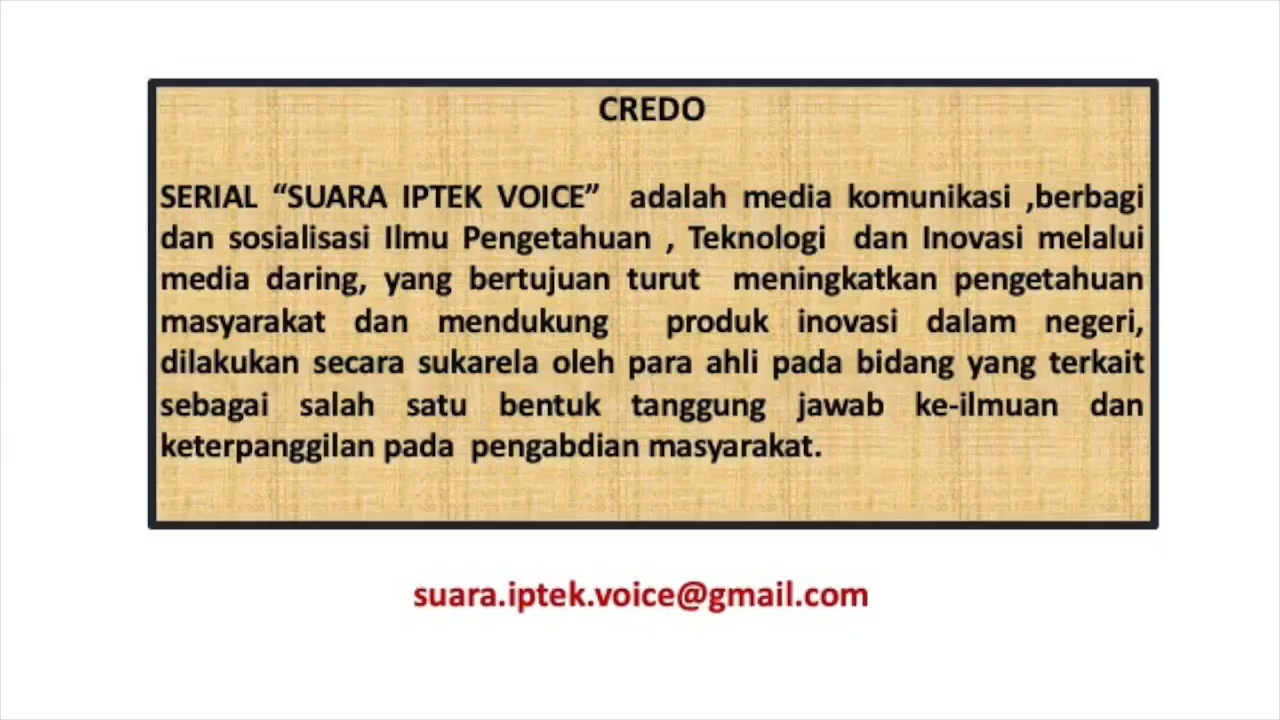 CREDO
SERIAL “SUARA IPTEK VOICE” adalah media komunikasi ,berbagi
dan sosialisasi Ilmu Pengetahuan , Teknologi dan Inovasi melalui
media daring, yang bertujuan turut meningkatkan pengetahuan
masyarakat dan mendukung produk inovasi dalam negeri,
dilakukan secara sukarela oleh para ahli pada bidang yang terkait
sebagai salah satu bentuk tanggung jawab ke-ilmuan dan
keterpanggilan pada pengabdian masyarakat.
suara.iptek.voice@gmail.com